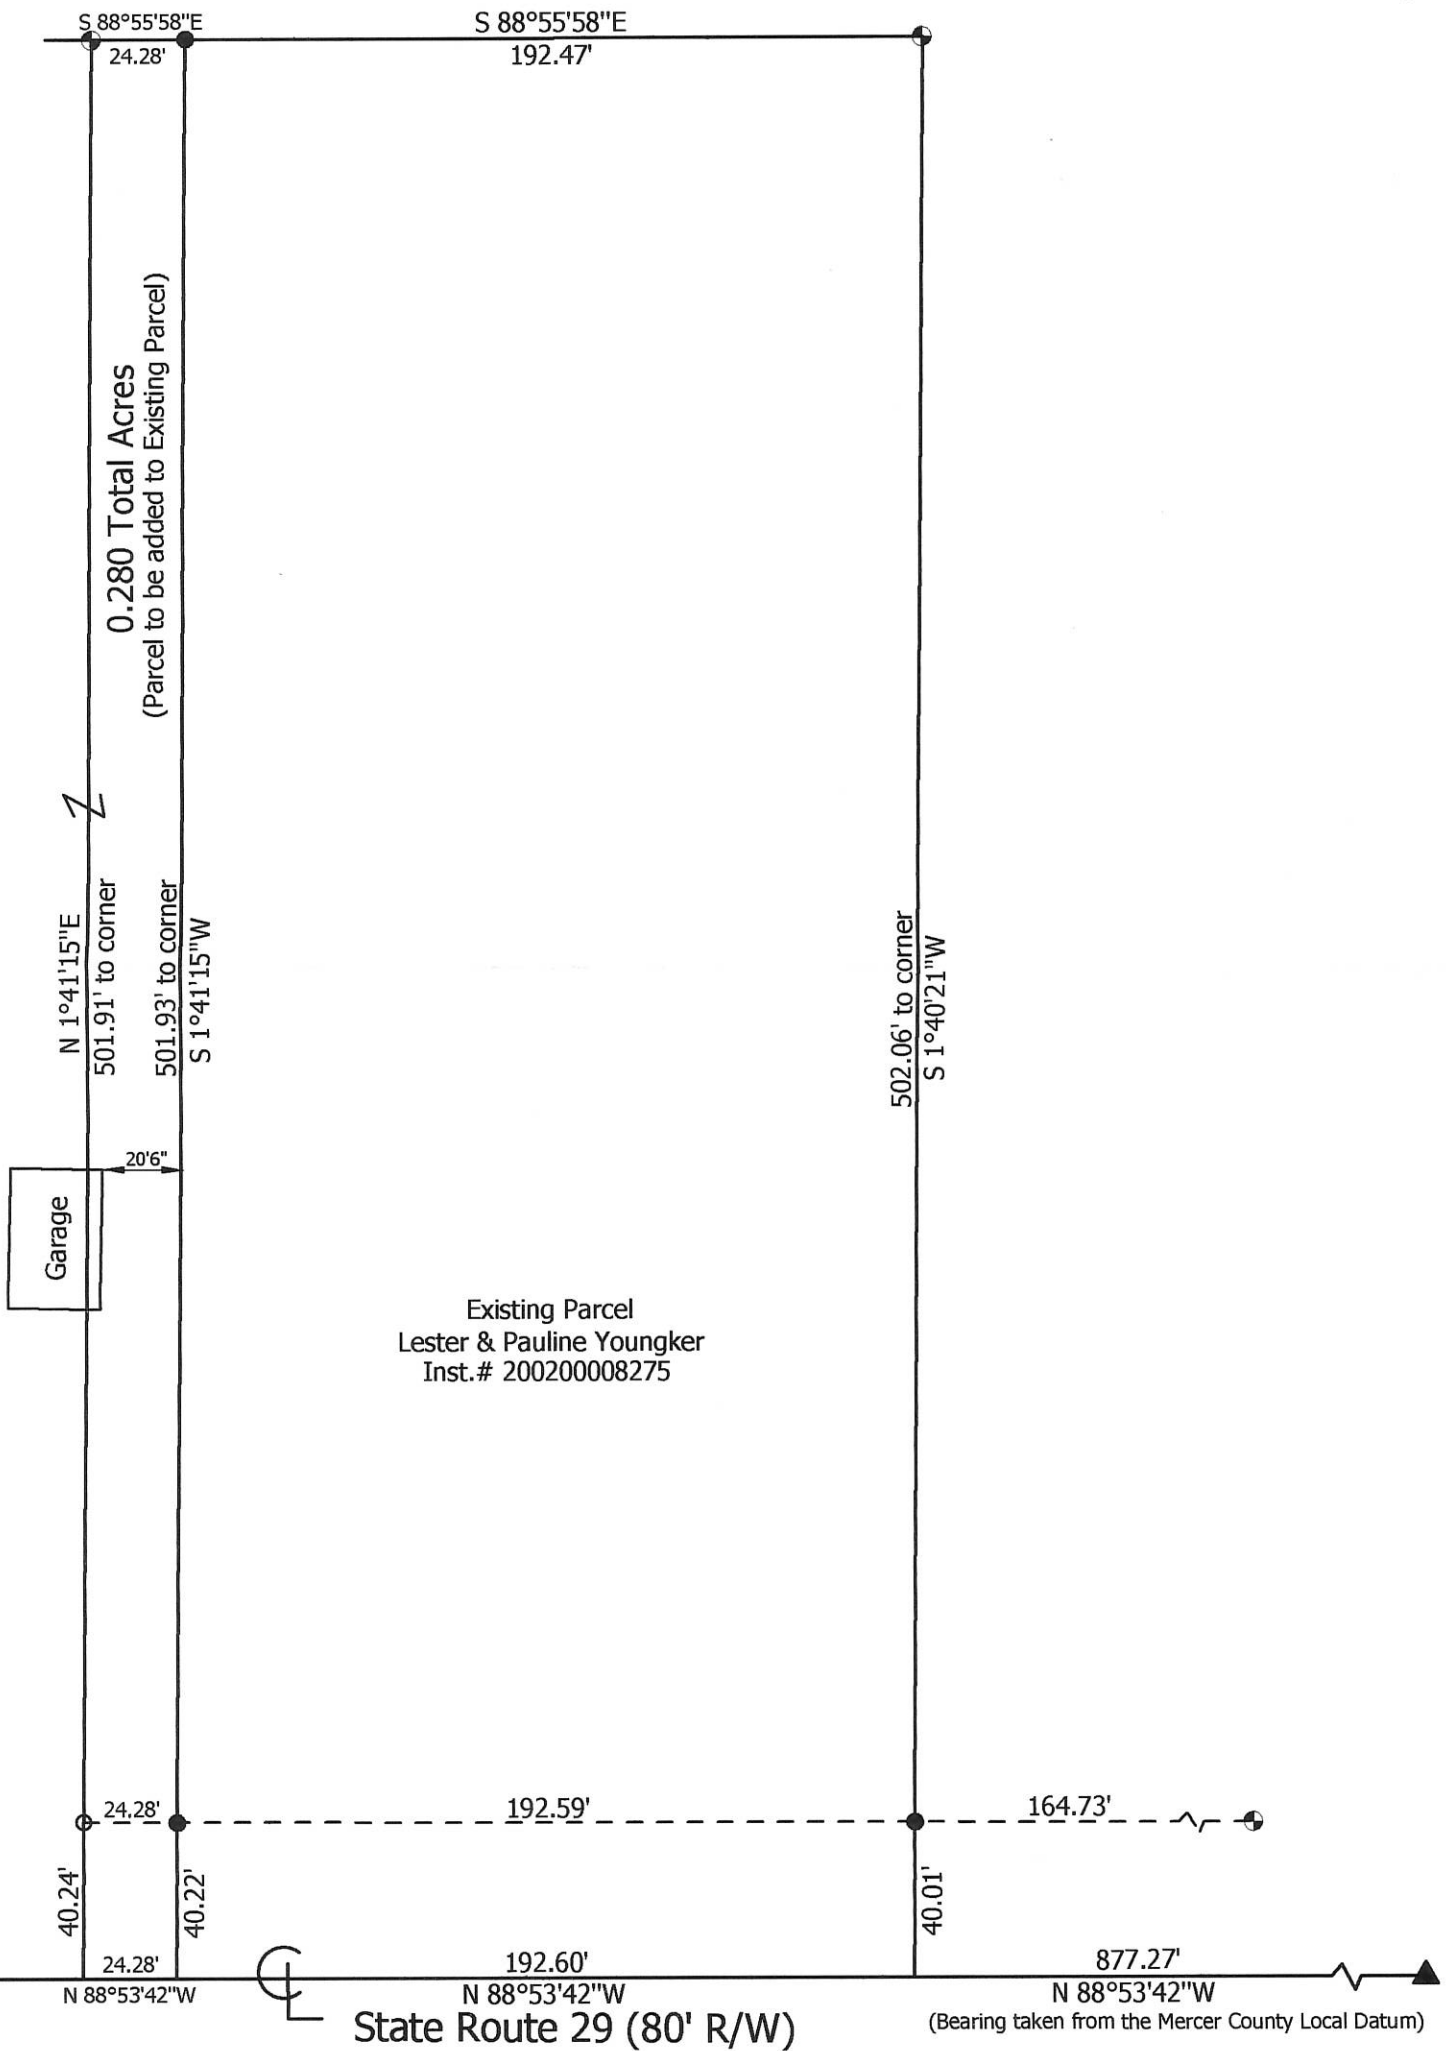 S 88°55'58"E
24.28'
S 88°55'58"E
192.47'
0.280 Total Acres
(Parcel to be added to Existing Parcel)
N 1°41'15"E
501.91' to corner
501.93' to corner
S 1°41'15"W
502.06' to corner
S 1°40'21"W
20'6"
Garage
Existing Parcel
Lester & Pauline Youngker
Inst.# 200200008275
24.28'
192.59'
164.73'
40.24'
40.22'
40.01'
24.28'
N 88°53'42"W
192.60'
N 88°53'42"W
877.27'
N 88°53'42"W
(Bearing taken from the Mercer County Local Datum)
State Route 29 (80' R/W)